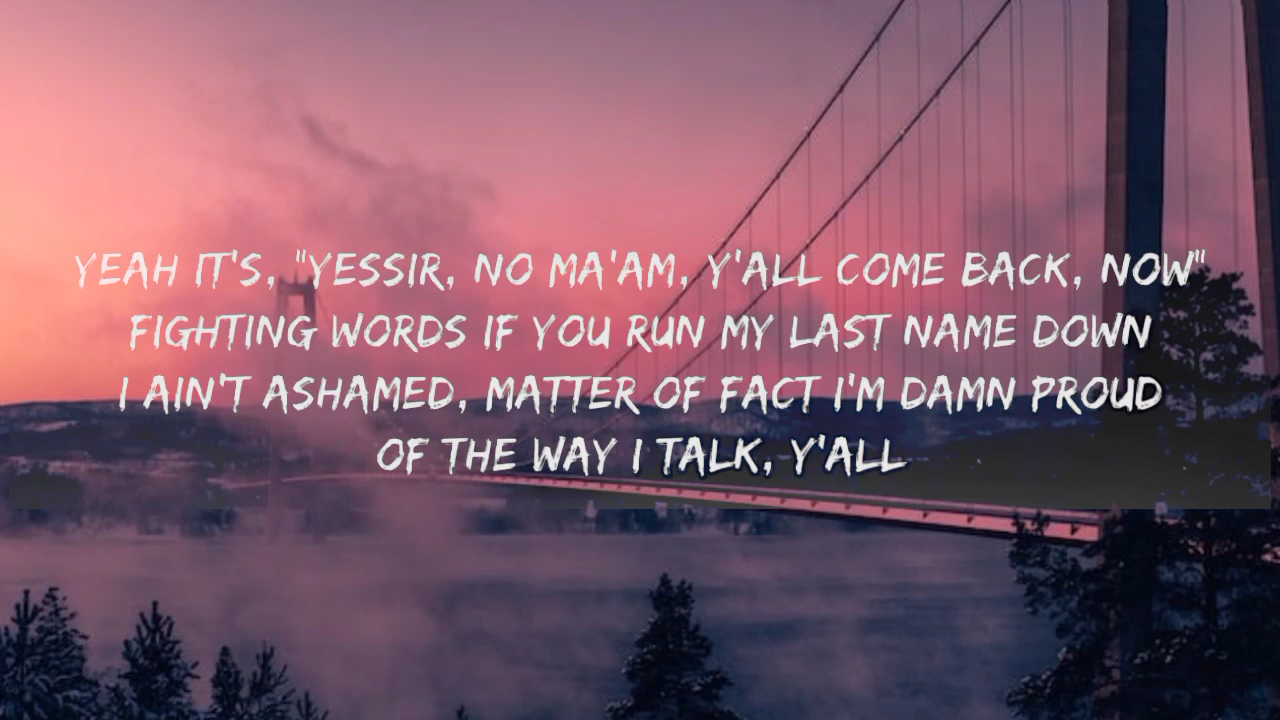 YEAH IT'S, "YESSIR, NO MA'AM, Y'ALL COME BACK, NOW"
FIGHTING WORDS IF YOU RUN MY LAST NAME DOWN
I AIN'T ASHAMED, MATTER OF FACT I'M DAMN PROUD
OF THE WAY I TALK, Y'ALL